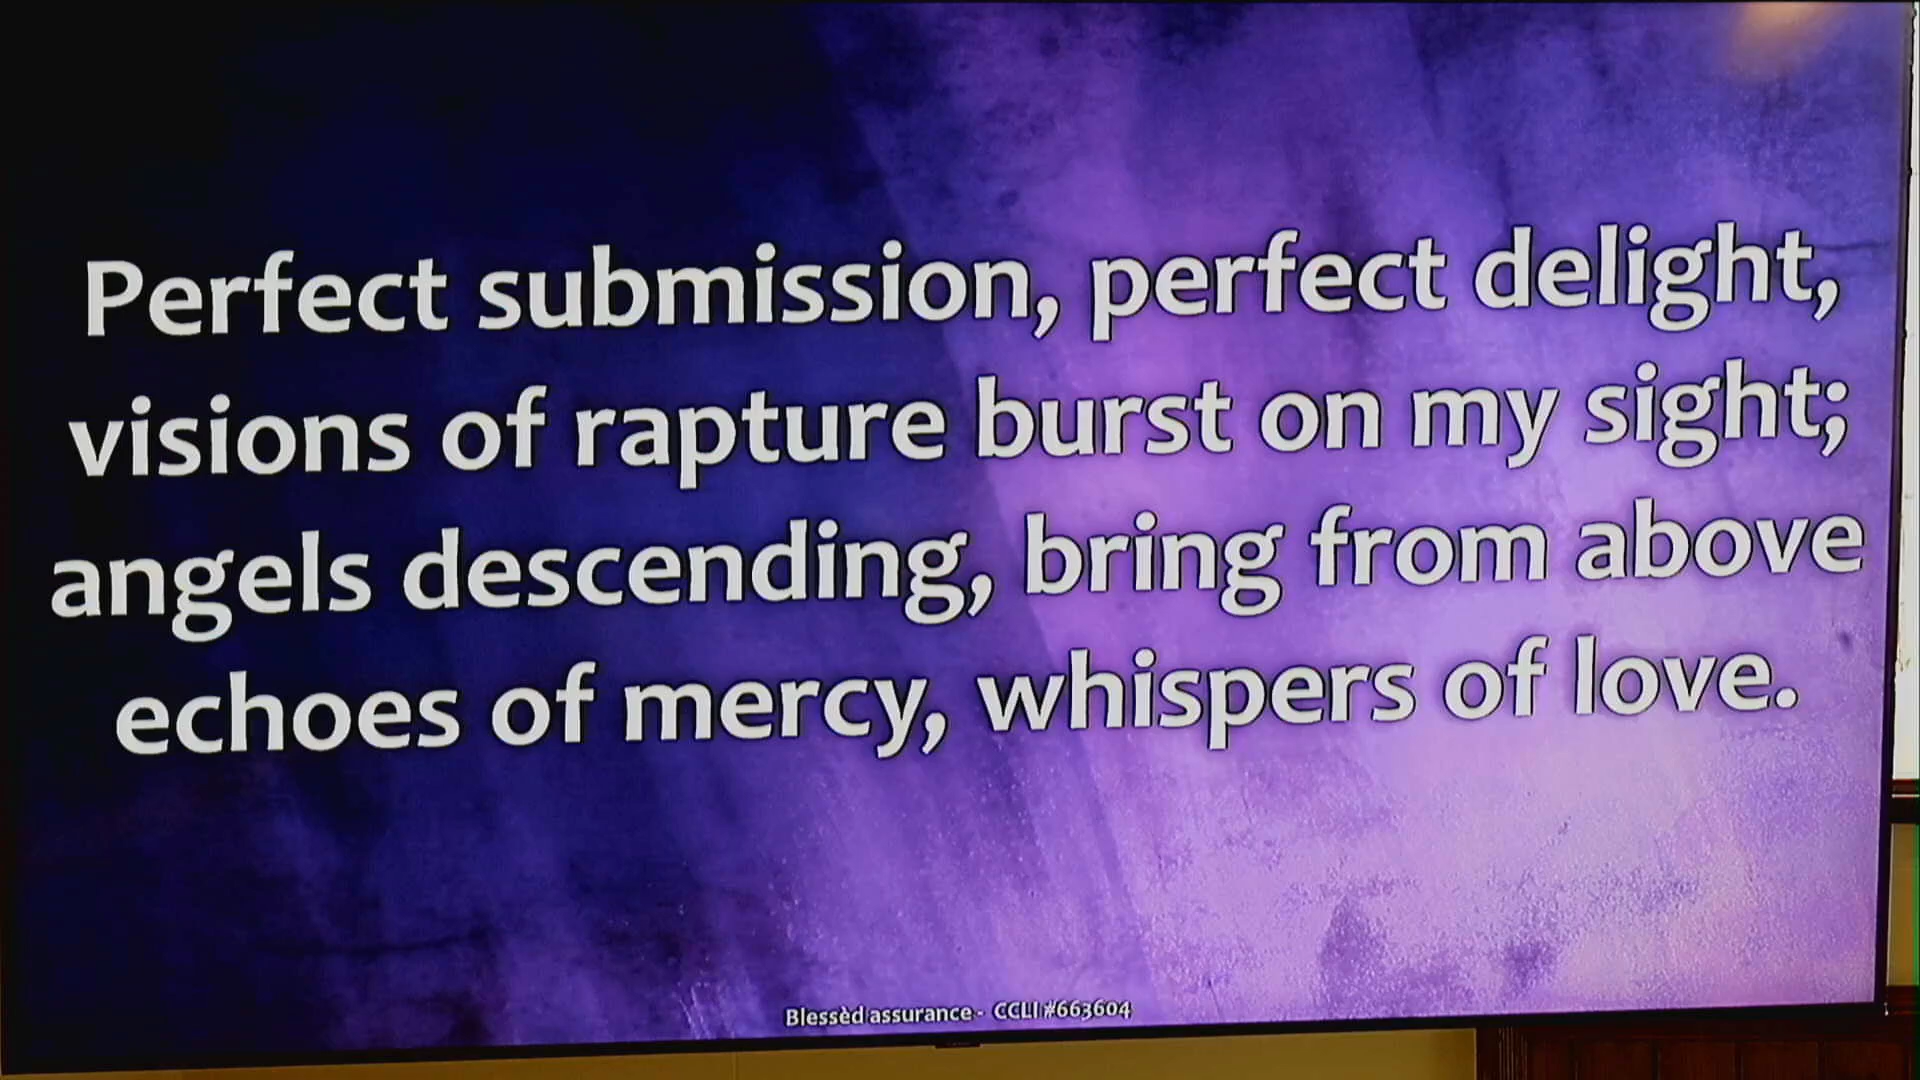 Perfect submission, perfect delight,
visions of rapture burst on my sight;
angels descending, bring from above
echoes of mercy, whispers of love.
Blessèd assurance - CCLI #663604